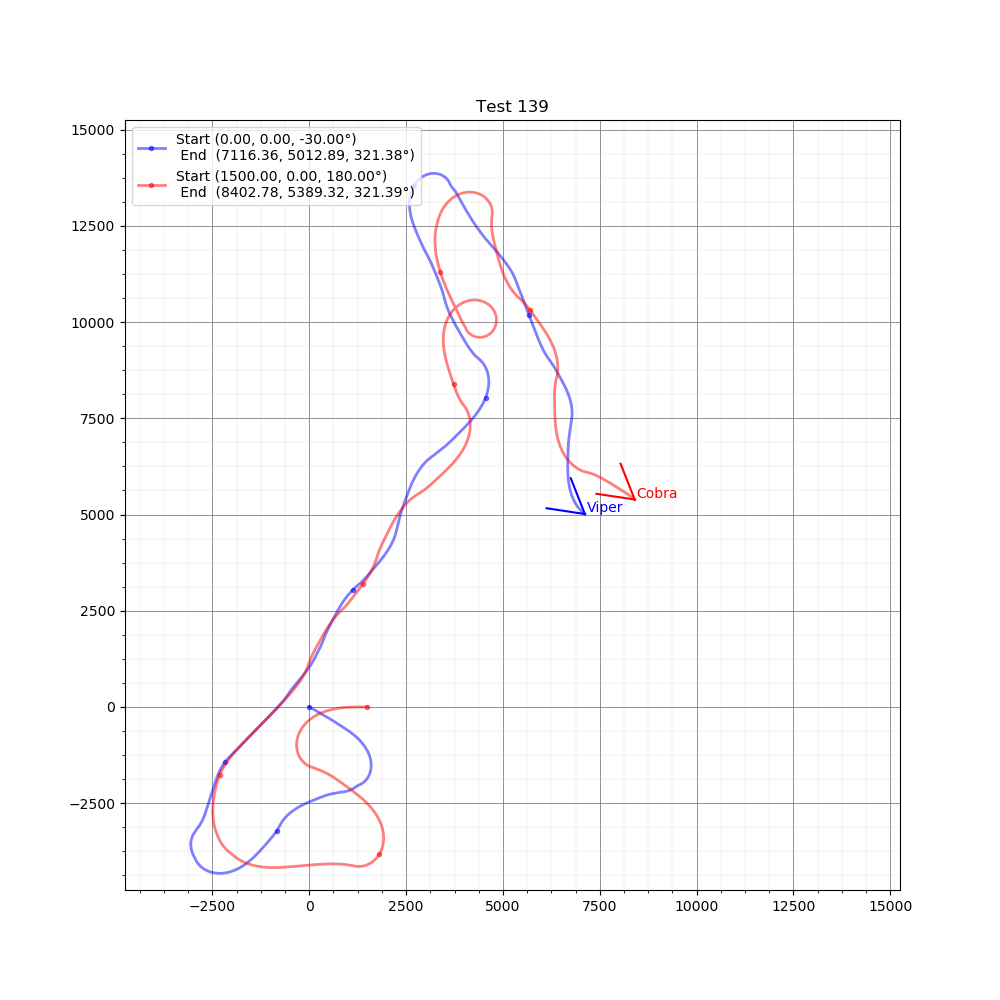 Test 139
Start (0.00, 0.00, -30.00°)
End  (7116.36, 5012.89, 321.38°)
Start (1500.00, 0.00, 180.00°)
End  (8402.78, 5389.32, 321.39°)
15000
12500
10000
7500
5000
2500
0
−2500
Cobra
Viper
−2500
0
2500
5000
7500
10000
12500
15000